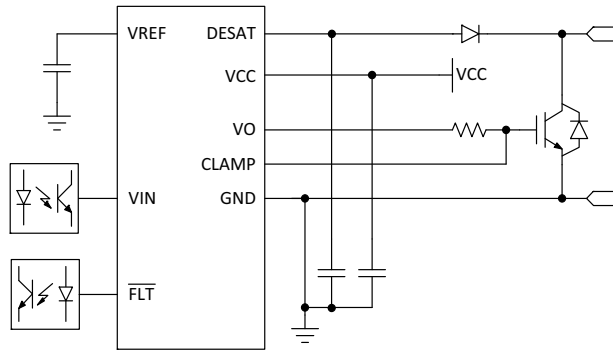 VREF
DESAT
VCC
VCC
VO
CLAMP
VIN
GND
FLT